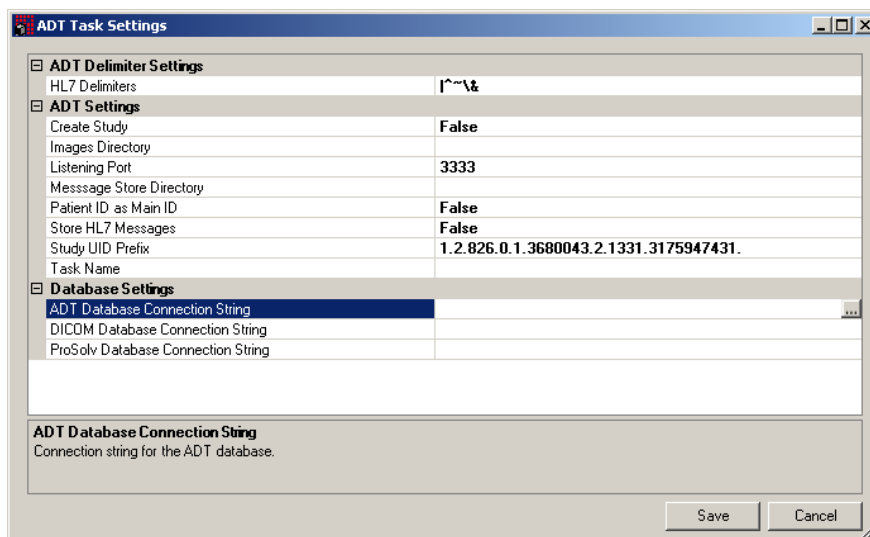 ADT Task Settings
ADT Delimiter Settings
HL7 Delimiters |^~\&
ADT Settings
Create Study False
Images Directory
Listening Port 3333
Messsage Store Directory
Patient ID as Main ID False
Store HL7 Messages False
Study UID Prefix 1.2.826.0.1.3680043.2.1331.3175947431.
Task Name
Database Settings
ADT Database Connection String ...
DICOM Database Connection String
ProSolv Database Connection String
ADT Database Connection String
Connection string for the ADT database.
Save Cancel